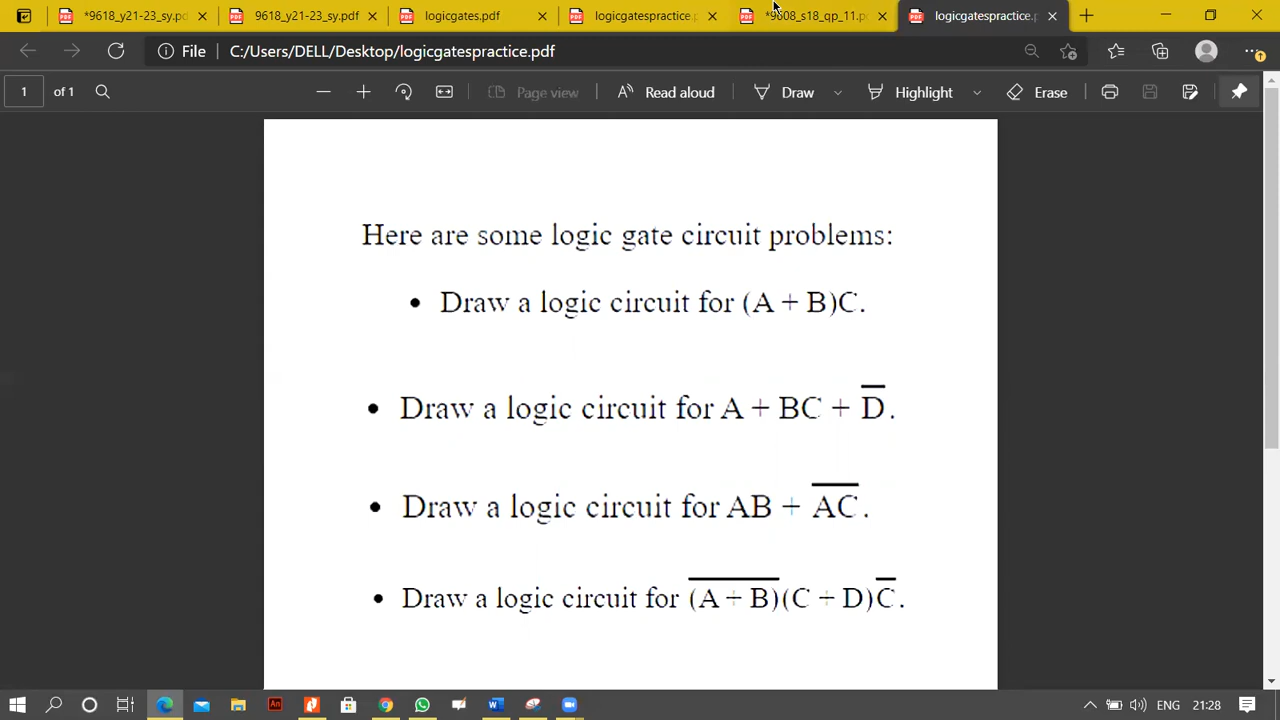 *9618_y21-23_sy.pdf
9618_y21-23_sy.pdf
logicgates.pdf
logicgatespractice.p
*9608_s18_qp_11.p
logicgatespractice.p
File C:/Users/DELL/Desktop/logicgatespractice.pdf
1 of 1 Page view Read aloud Draw Highlight Erase
Here are some logic gate circuit problems:
• Draw a logic circuit for (A + B)C.
• Draw a logic circuit for A + BC + D̅.
• Draw a logic circuit for AB + A̅C̅.
• Draw a logic circuit for (̅A̅ ̅+̅ ̅B̅)̅(C + D)C̅.
ENG 21:28